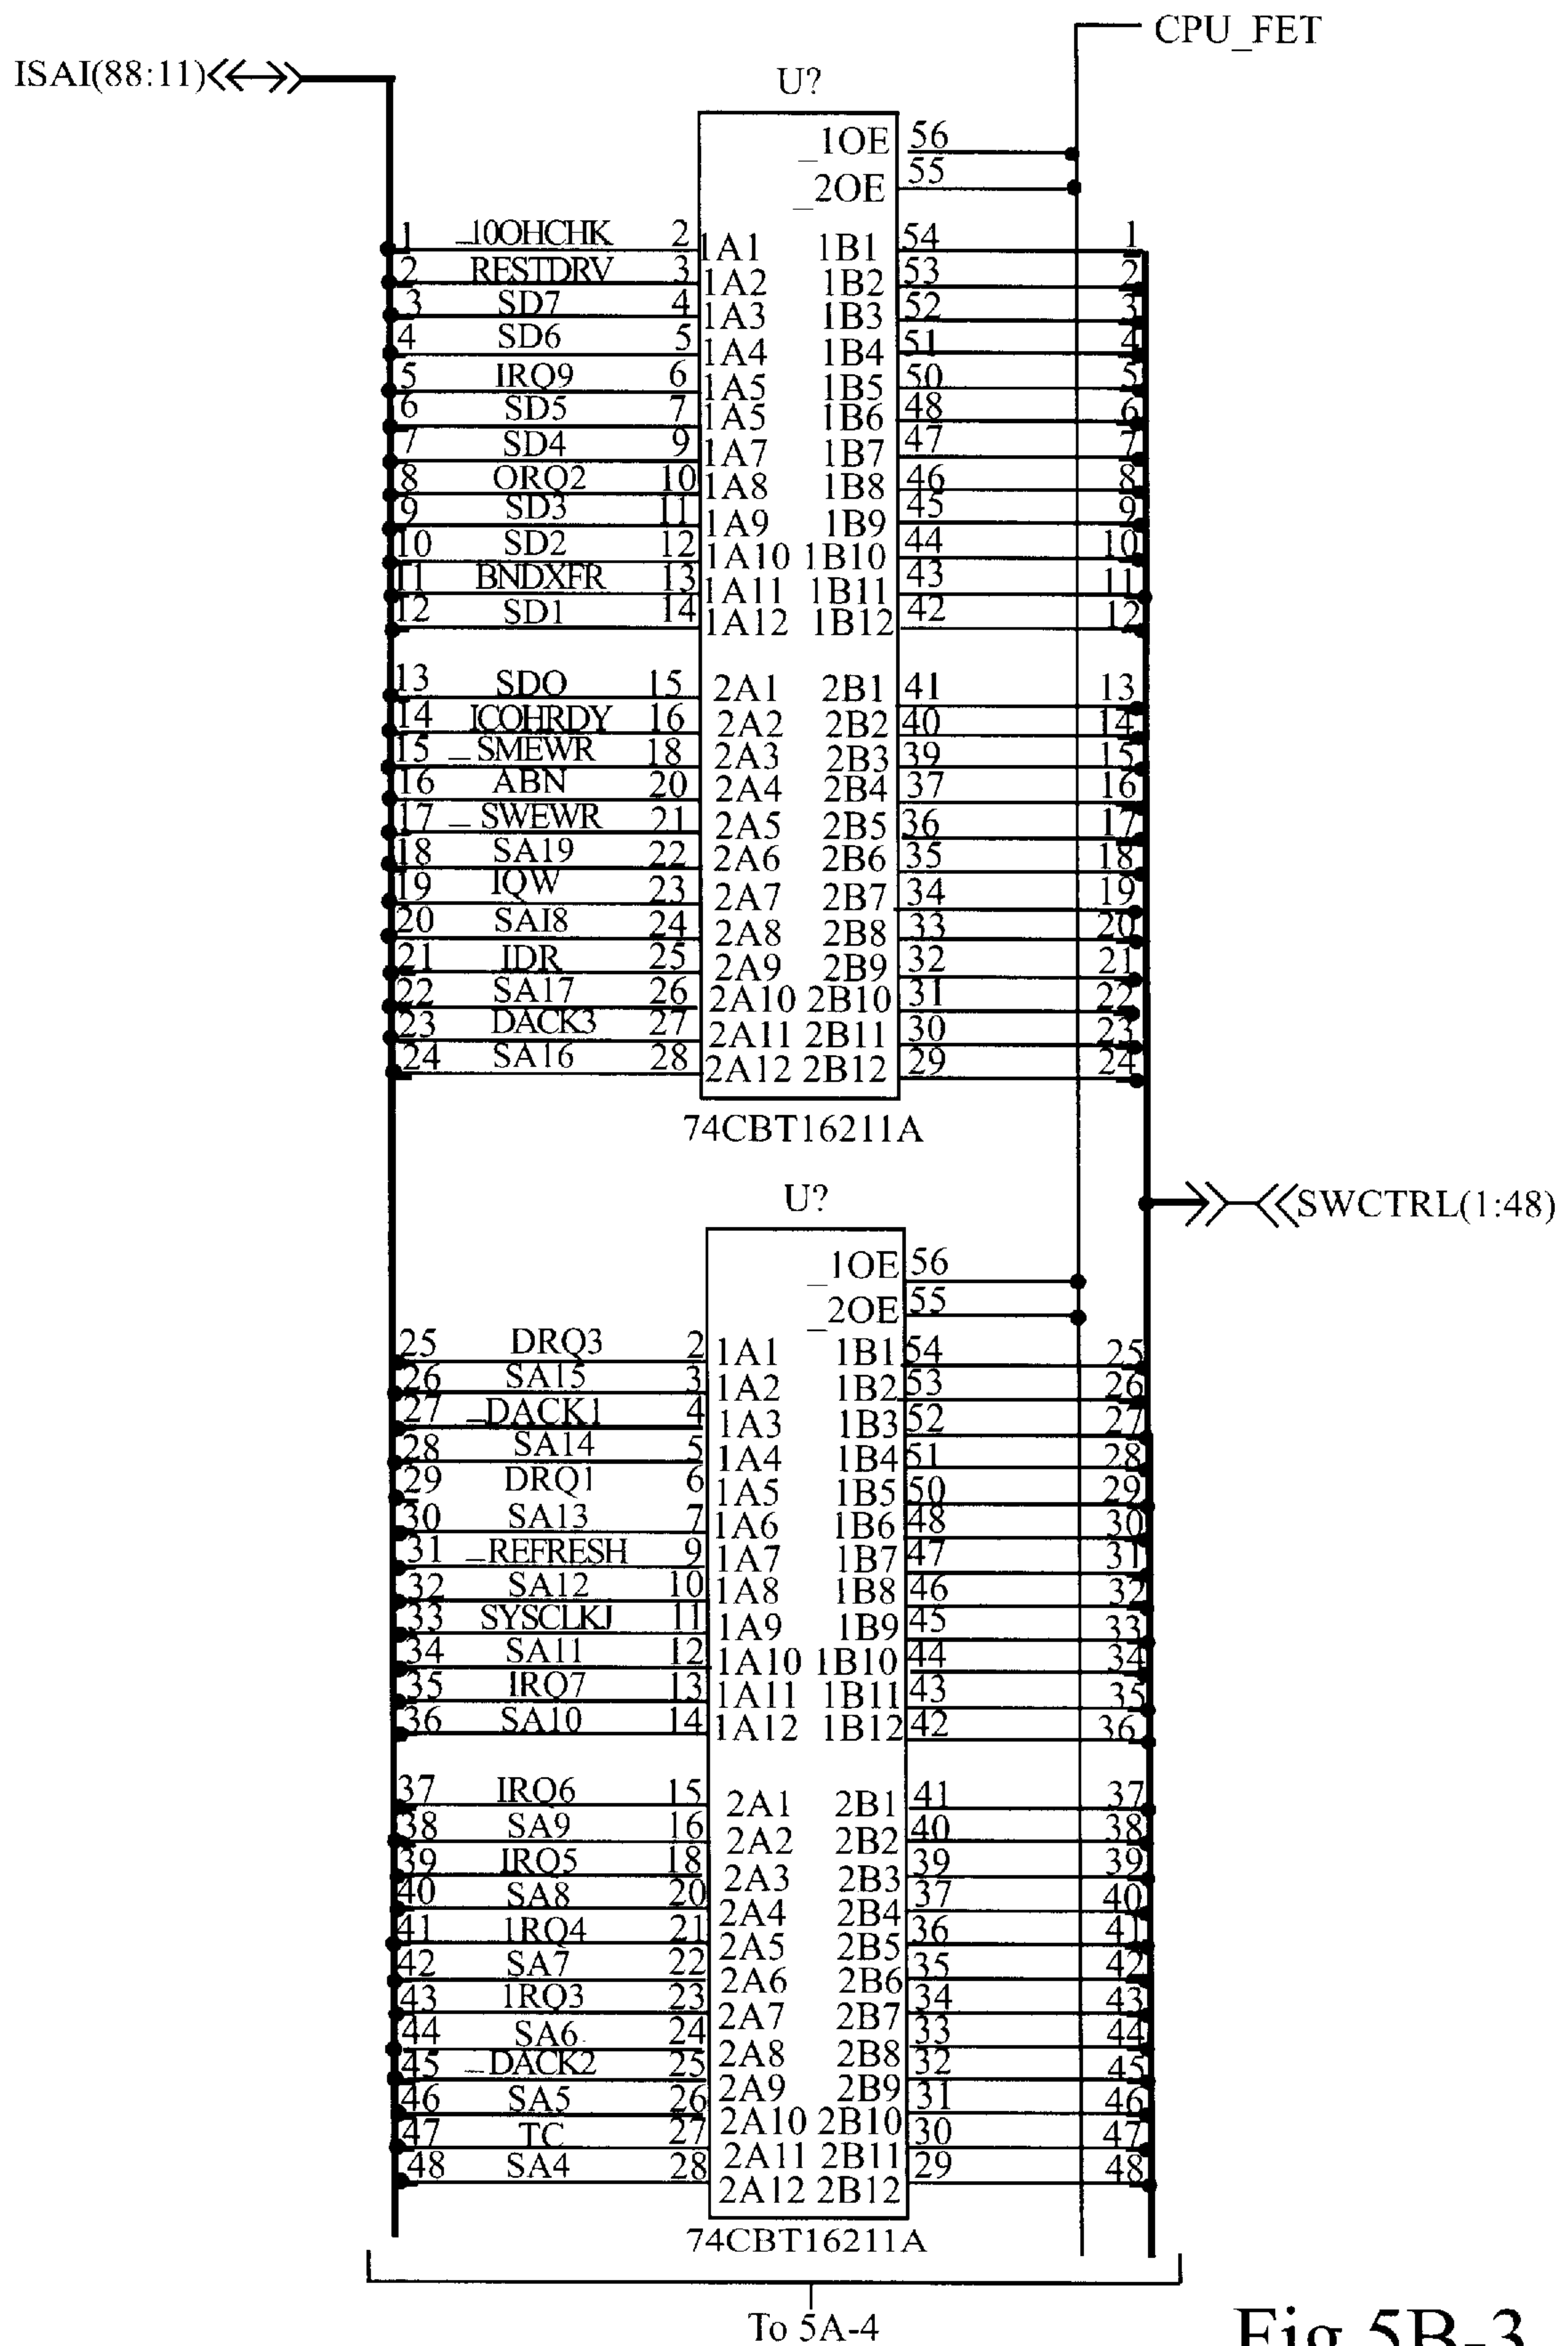 CPU_FET
ISAI(88:11)
U?
_1OE 56
_2OE 55
1 _10OHCHK 2 1A1 1B1 54 1
2 RESTDRV 3 1A2 1B2 53 2
3 SD7 4 1A3 1B3 52 3
4 SD6 5 1A4 1B4 51 4
5 IRQ9 6 1A5 1B5 50 5
6 SD5 7 1A5 1B6 48 6
7 SD4 9 1A7 1B7 47 7
8 ORQ2 10 1A8 1B8 46 8
9 SD3 11 1A9 1B9 45 9
10 SD2 12 1A10 1B10 44 10
11 BNDXFR 13 1A11 1B11 43 11
12 SD1 14 1A12 1B12 42 12
13 SDO 15 2A1 2B1 41 13
14 ICOHRDY 16 2A2 2B2 40 14
15 _SMEWR 18 2A3 2B3 39 15
16 ABN 20 2A4 2B4 37 16
17 _SWEWR 21 2A5 2B5 36 17
18 SA19 22 2A6 2B6 35 18
19 IQW 23 2A7 2B7 34 19
20 SAI8 24 2A8 2B8 33 20
21 IDR 25 2A9 2B9 32 21
22 SA17 26 2A10 2B10 31 22
23 DACK3 27 2A11 2B11 30 23
24 SA16 28 2A12 2B12 29 24
74CBT16211A
SWCTRL(1:48)
U?
_1OE 56
_2OE 55
25 DRQ3 2 1A1 1B1 54 25
26 SA15 3 1A2 1B2 53 26
27 _DACK1 4 1A3 1B3 52 27
28 SA14 5 1A4 1B4 51 28
29 DRQ1 6 1A5 1B5 50 29
30 SA13 7 1A6 1B6 48 30
31 _REFRESH 9 1A7 1B7 47 31
32 SA12 10 1A8 1B8 46 32
33 SYSCLKJ 11 1A9 1B9 45 33
34 SA11 12 1A10 1B10 44 34
35 IRQ7 13 1A11 1B11 43 35
36 SA10 14 1A12 1B12 42 36
37 IRQ6 15 2A1 2B1 41 37
38 SA9 16 2A2 2B2 40 38
39 IRQ5 18 2A3 2B3 39 39
40 SA8 20 2A4 2B4 37 40
41 1RQ4 21 2A5 2B5 36 41
42 SA7 22 2A6 2B6 35 42
43 1RQ3 23 2A7 2B7 34 43
44 SA6 24 2A8 2B8 33 44
45 _DACK2 25 2A9 2B9 32 45
46 SA5 26 2A10 2B10 31 46
47 TC 27 2A11 2B11 30 47
48 SA4 28 2A12 2B12 29 48
74CBT16211A
To 5A-4
Fig.5B-3